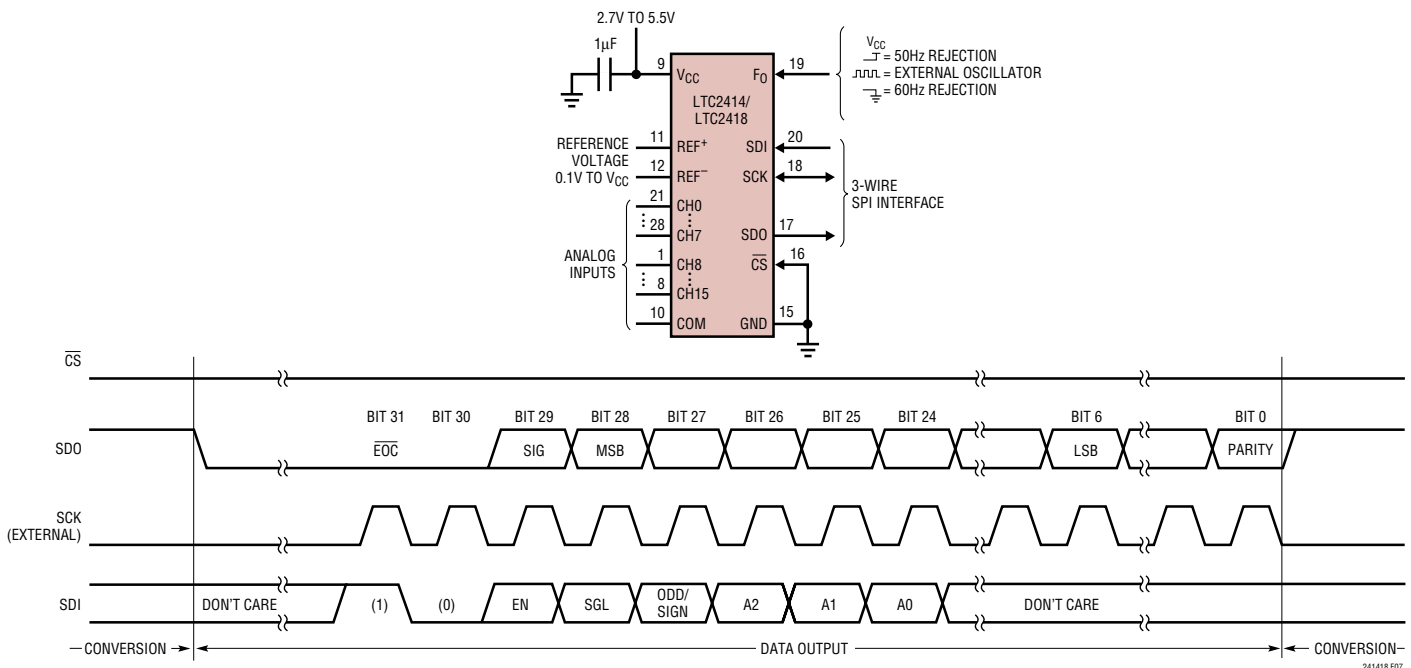 2.7V TO 5.5V
1µF
9
VCC
FO
19
VCC
= 50Hz REJECTION
= EXTERNAL OSCILLATOR
= 60Hz REJECTION
LTC2414/
LTC2418
REFERENCE
VOLTAGE
0.1V TO VCC
11
REF+
12
REF–
SDI
20
SCK
18
3-WIRE
SPI INTERFACE
SDO
17
ANALOG
INPUTS
21
CH0
28
CH7
1
CH8
8
CH15
10
COM
CS
16
GND
15
CS
BIT 31 BIT 30 BIT 29 BIT 28 BIT 27 BIT 26 BIT 25 BIT 24 BIT 6 BIT 0
SDO EOC SIG MSB LSB PARITY
SCK
(EXTERNAL)
SDI DON'T CARE (1) (0) EN SGL ODD/
SIGN A2 A1 A0 DON'T CARE
CONVERSION DATA OUTPUT CONVERSION
241418 F07